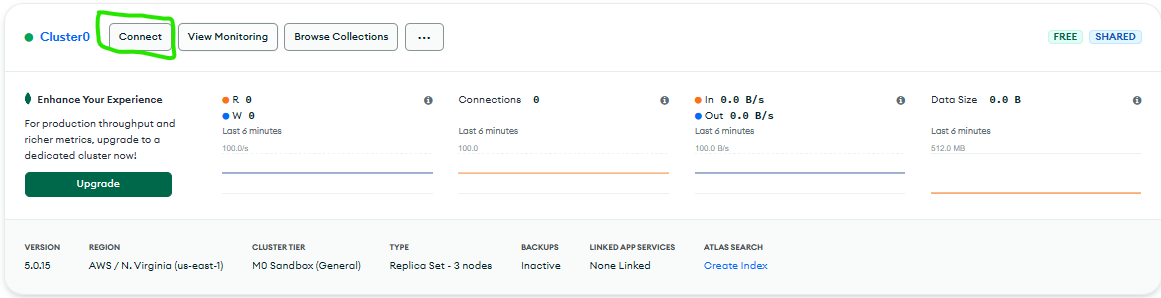 Cluster0 Connect View Monitoring Browse Collections ... FREE SHARED
Enhance Your Experience
For production throughput and
richer metrics, upgrade to a
dedicated cluster now!
Upgrade
R 0
W 0
Last 6 minutes
100.0/s
Connections 0
Last 6 minutes
100.0
In 0.0 B/s
Out 0.0 B/s
Last 6 minutes
100.0 B/s
Data Size 0.0 B
Last 6 minutes
512.0 MB
VERSION REGION CLUSTER TIER TYPE BACKUPS LINKED APP SERVICES ATLAS SEARCH
5.0.15 AWS / N. Virginia (us-east-1) M0 Sandbox (General) Replica Set - 3 nodes Inactive None Linked Create Index